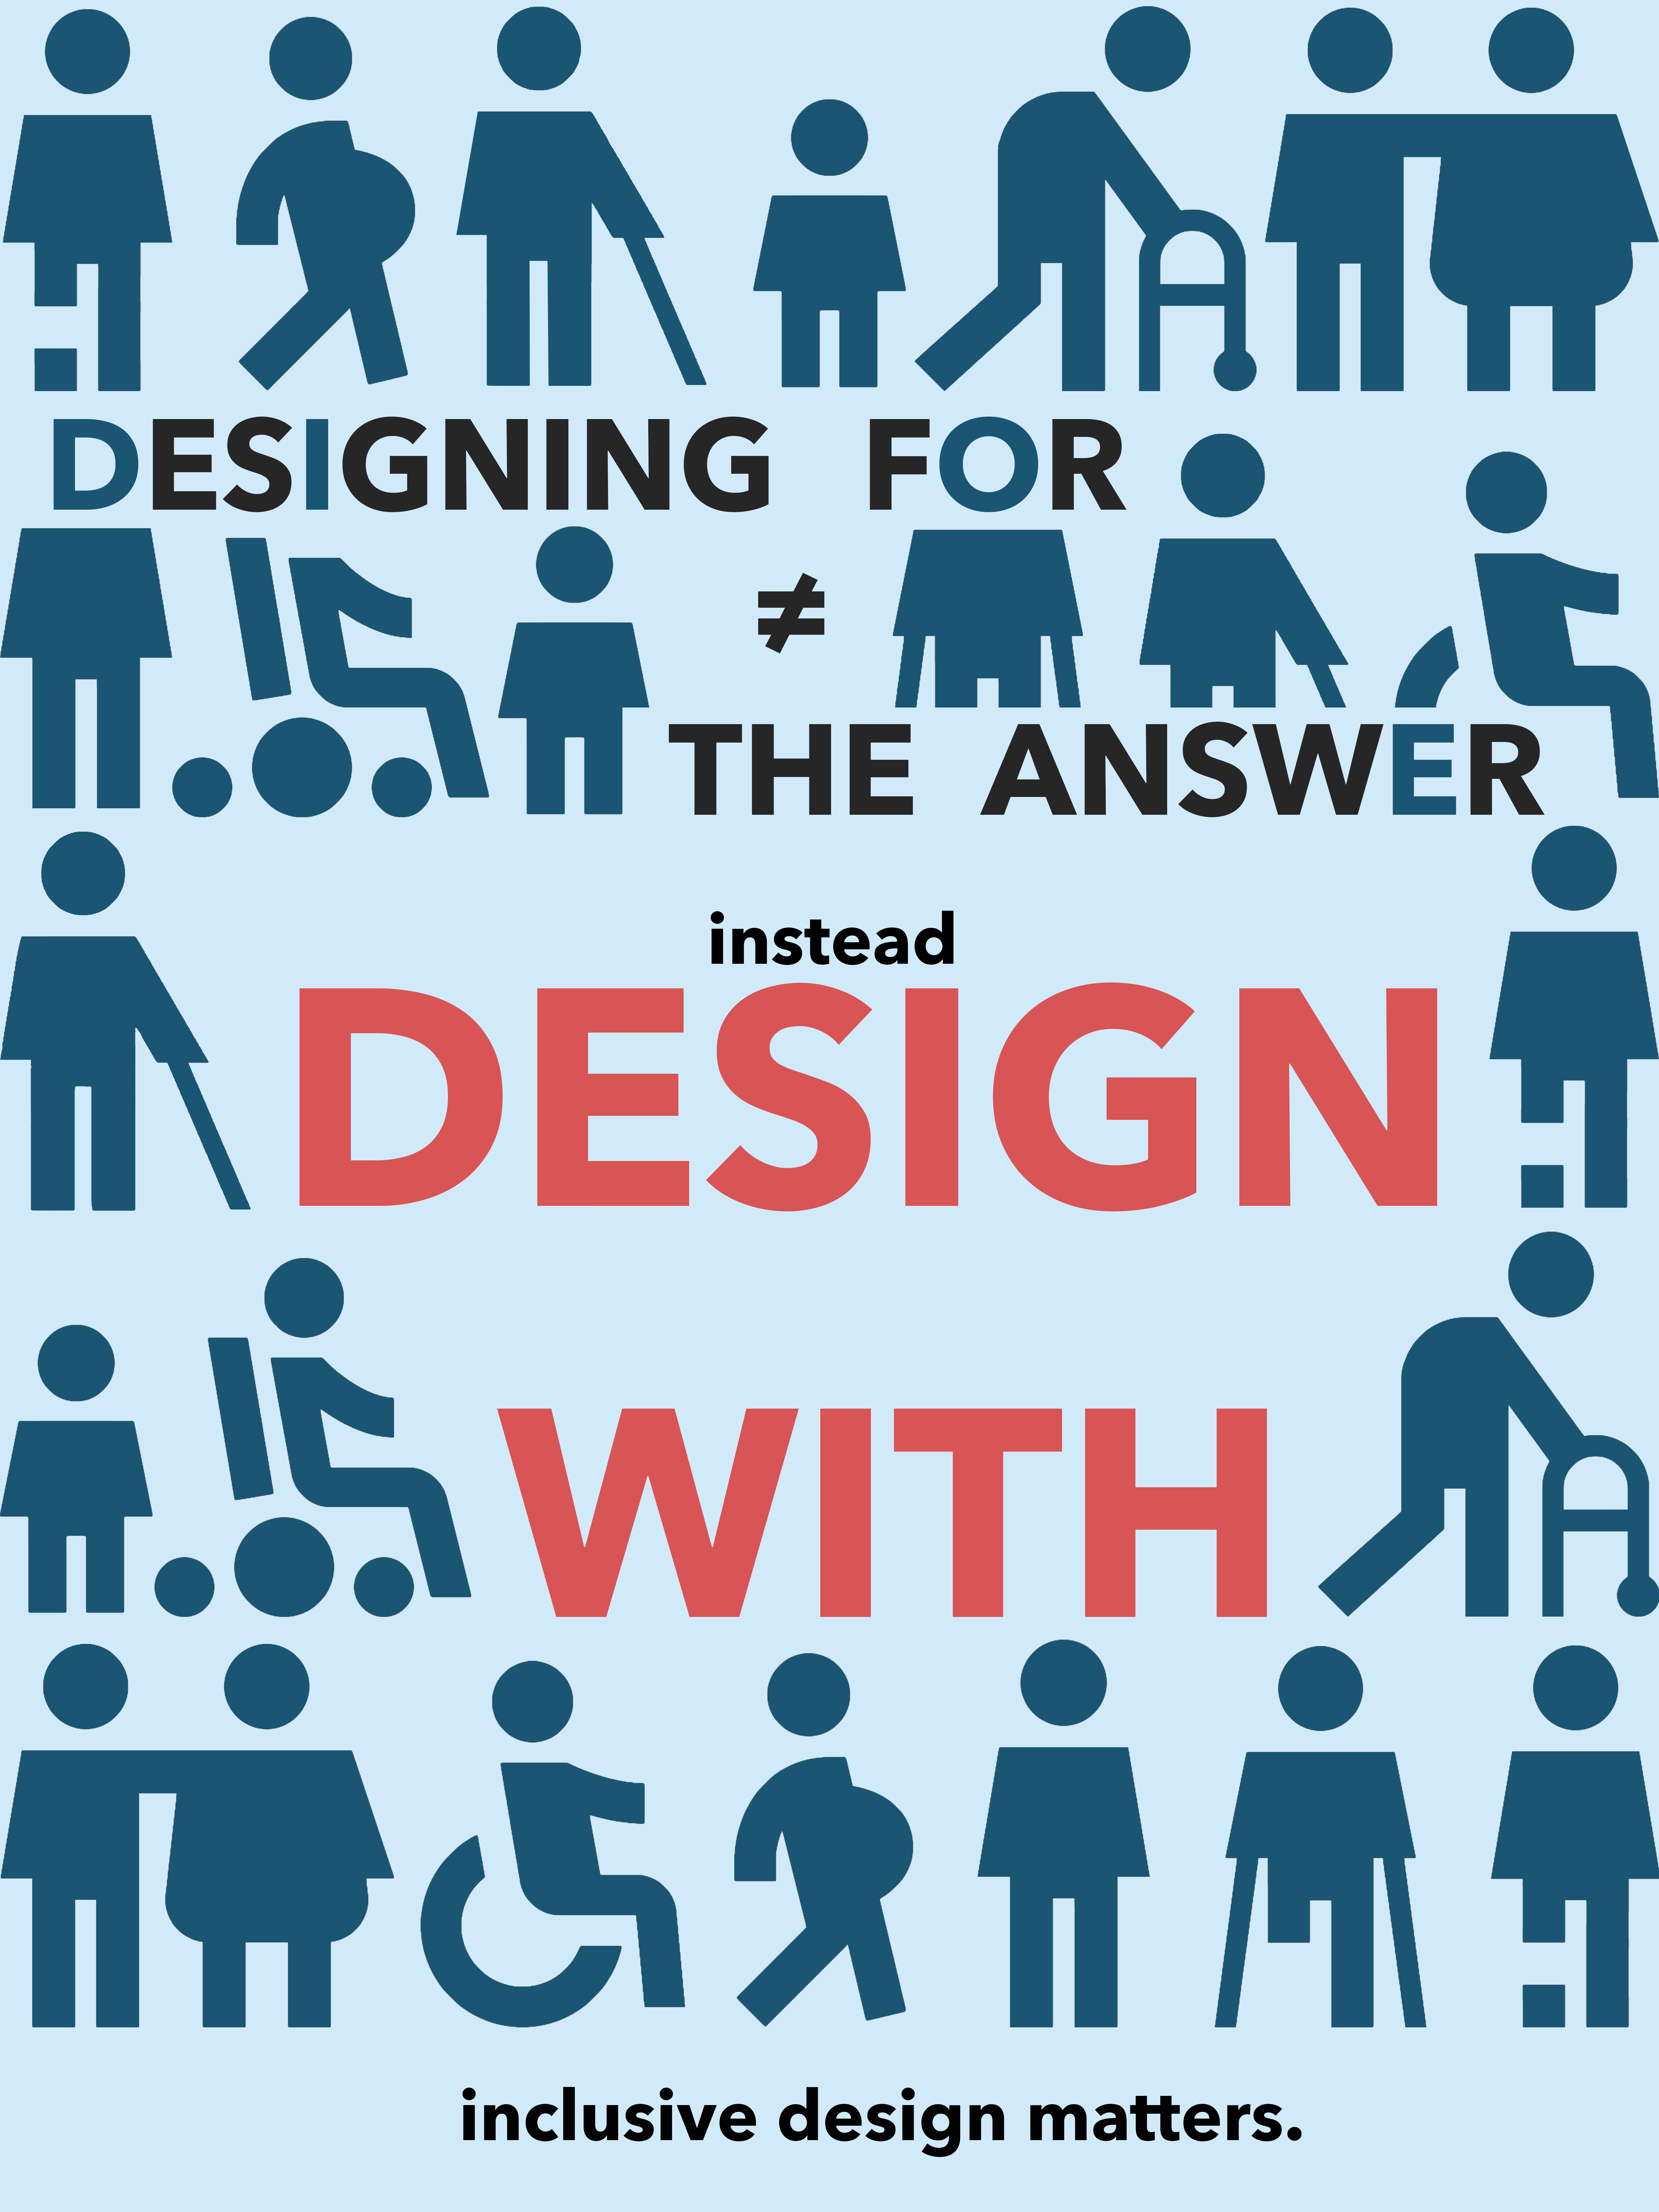 DESIGNING FOR
≠
THE ANSWER
instead
DESIGN
WITH
inclusive design matters.